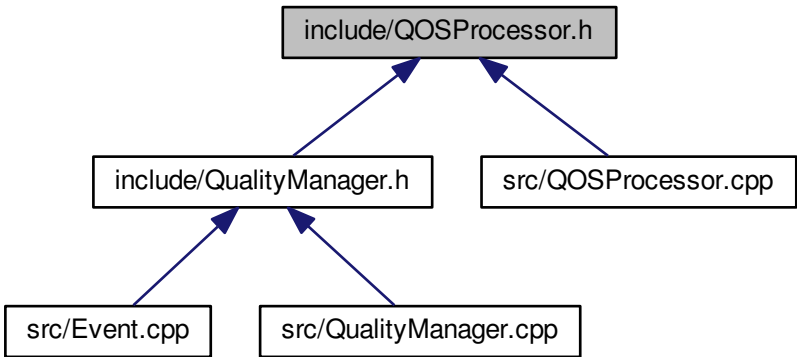 include/QOSProcessor.h
include/QualityManager.h
src/QOSProcessor.cpp
src/Event.cpp
src/QualityManager.cpp